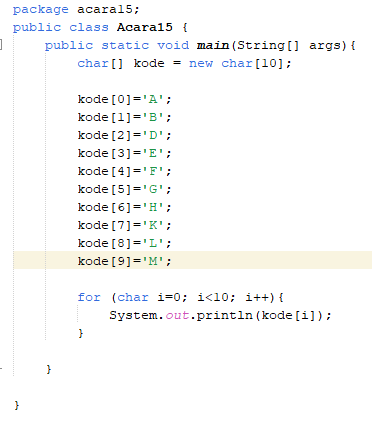 package acara15;
public class Acara15 {
    public static void main(String[] args){
        char[] kode = new char[10];

        kode[0]='A';
        kode[1]='B';
        kode[2]='D';
        kode[3]='E';
        kode[4]='F';
        kode[5]='G';
        kode[6]='H';
        kode[7]='K';
        kode[8]='L';
        kode[9]='M';

        for (char i=0; i<10; i++){
            System.out.println(kode[i]);
        }

    }

}